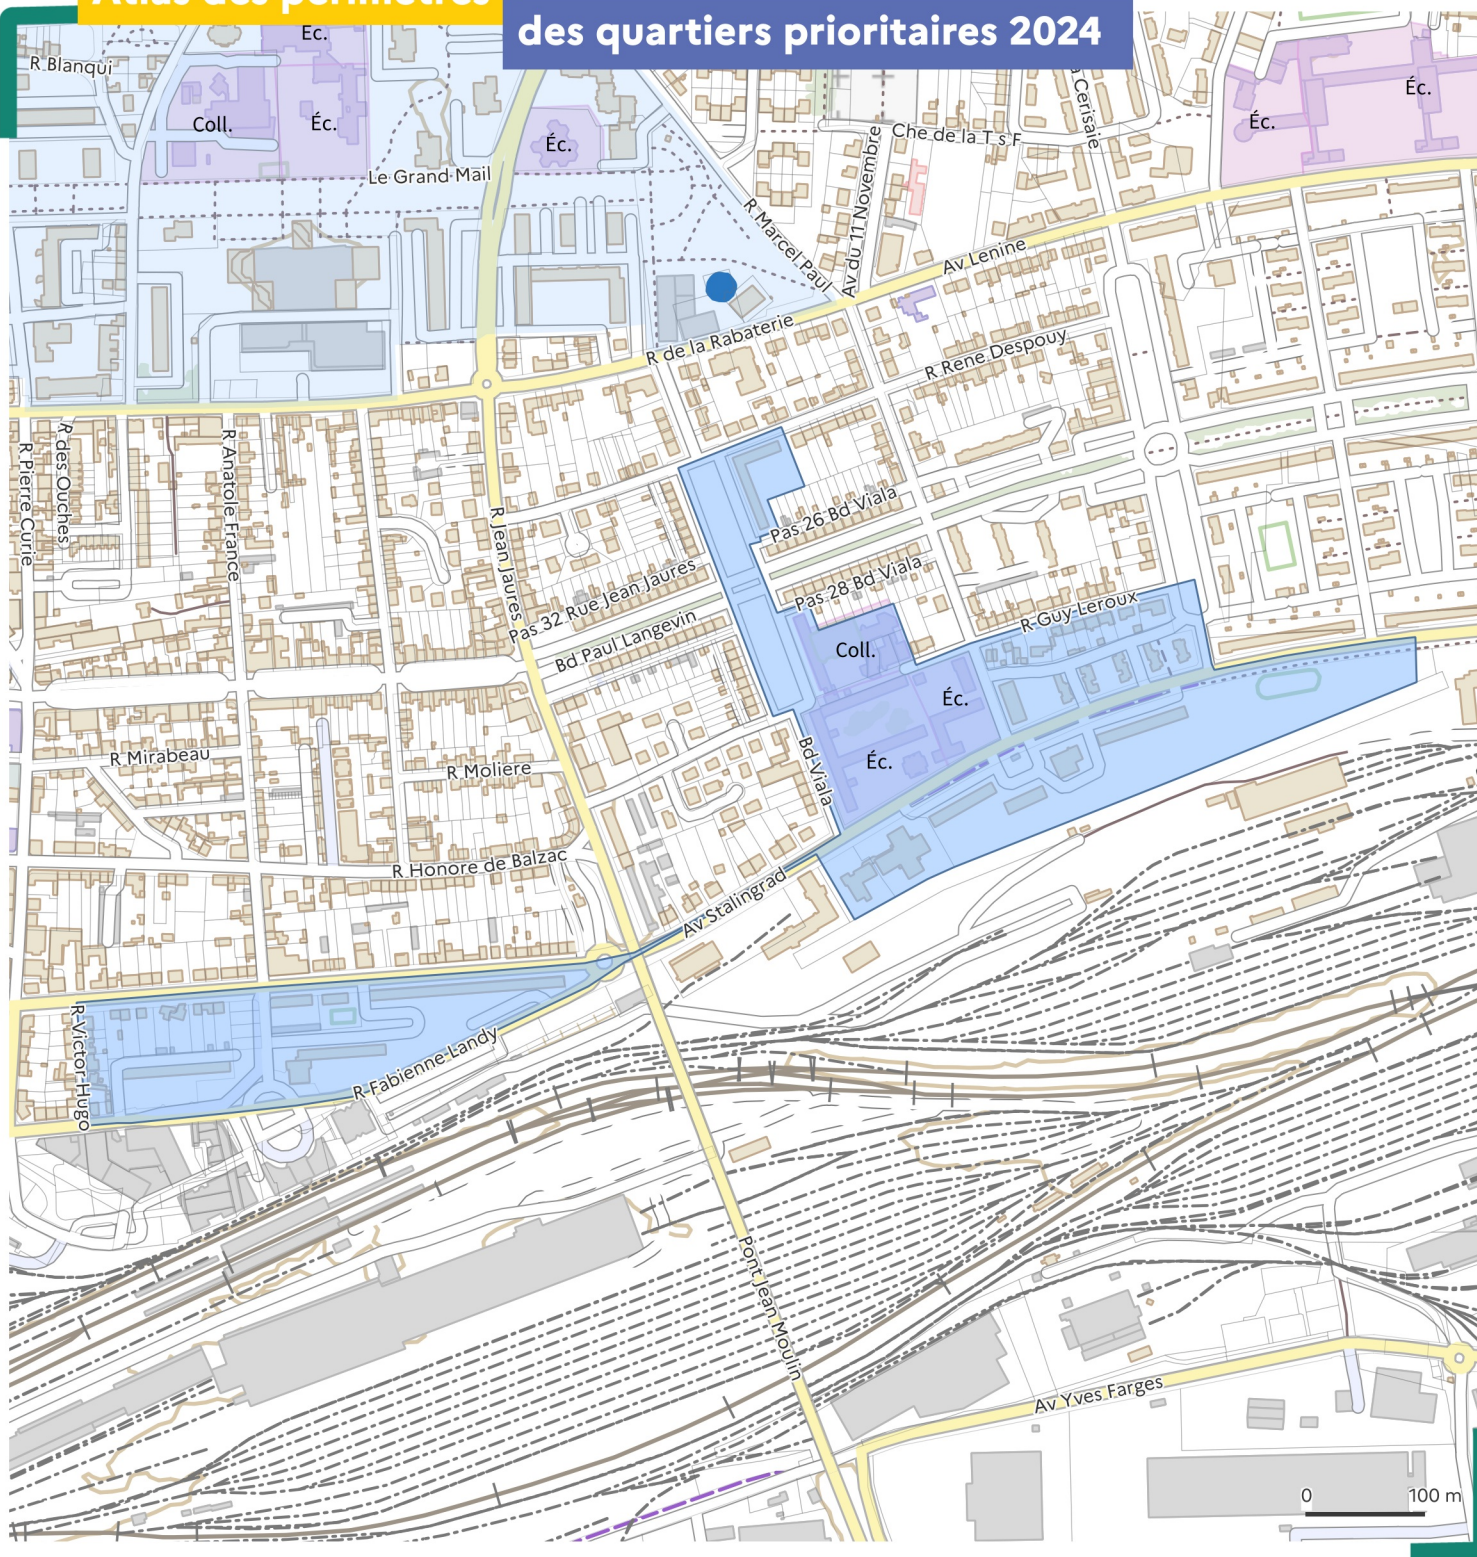 Atlas des périmètres
des quartiers prioritaires 2024
Éc.
R Blanqui
Coll.
Éc.
Éc.
Éc.
Éc.
a Cerisaie
Che de la T s F
Le Grand Mail
Av du 11 Novembre
R Marcel Paul
Av Lenine
R de la Rabaterie
R Rene Despouy
R Pierre Curie
R des Ouches
R Anatole France
R Jean Jaures
Pas 26 Bd Viala
Pas 28 Bd Viala
Pas 32 Rue Jean Jaures
Bd Paul Langevin
R Guy Leroux
Coll.
Éc.
Éc.
Bd Viala
R Mirabeau
R Moliere
R Honore de Balzac
Av Stalingrad
R Victor Hugo
R Fabienne Landy
Pont Jean Moulin
Av Yves Farges
0 100 m